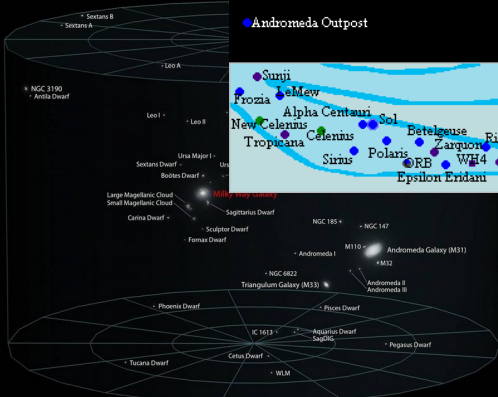 Sextans B
Sextans A
Andromeda Outpost
Leo A
NGC 3190
Antlia Dwarf
Sunji
LeMew
Frozia
Alpha Centauri
New Celenius
Sol
Celenius
Tropicana
Betelgeuse
Zarquon
Ri
Sirius
Polaris
ORB
WH4
Epsilon Eridani
Leo I
Leo II
Ursa Major I
Urs
Sextans Dwarf
Boötes Dwarf
Milky Way Galaxy
Large Magellanic Cloud
Small Magellanic Cloud
Sagittarius Dwarf
Carina Dwarf
Sculptor Dwarf
Fornax Dwarf
NGC 185
NGC 147
M110
Andromeda Galaxy (M31)
M32
Andromeda I
NGC 6822
Triangulum Galaxy (M33)
Andromeda II
Andromeda III
Phoenix Dwarf
Pisces Dwarf
IC 1613
Aquarius Dwarf
SagDIG
Pegasus Dwarf
Cetus Dwarf
Tucana Dwarf
WLM